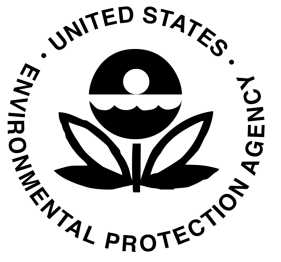 UNITED STATES
ENVIRONMENTAL PROTECTION AGENCY